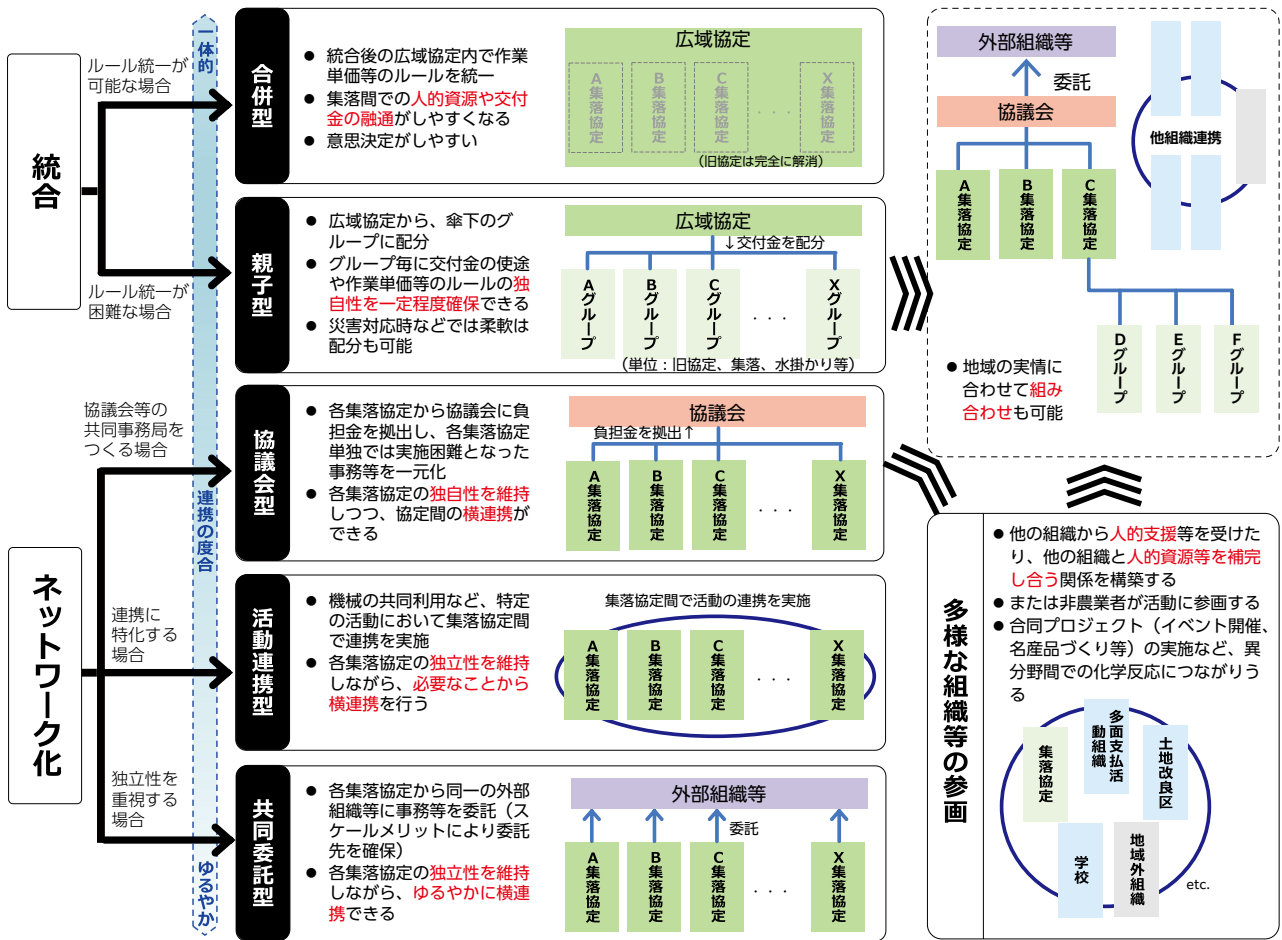 統合
ネットワーク化
一体的
連携の度合
ゆるやか
ルール統一が
可能な場合
ルール統一が
困難な場合
協議会等の
共同事務局を
つくる場合
連携に
特化する
場合
独立性を
重視する
場合
合併型
● 統合後の広域協定内で作業
単価等のルールを統一
● 集落間での人的資源や交付
金の融通がしやすくなる
● 意思決定がしやすい
広域協定
A集落協定
B集落協定
C集落協定
・・・
X集落協定
(旧協定は完全に解消)
親子型
● 広域協定から、傘下のグ
ループに配分
● グループ毎に交付金の使途
や作業単価等のルールの独
自性を一定程度確保できる
● 災害対応時などでは柔軟は
配分も可能
広域協定
↓交付金を配分
Aグループ
Bグループ
Cグループ
・・・
Xグループ
(単位：旧協定、集落、水掛かり等)
協議会型
● 各集落協定から協議会に負
担金を拠出し、各集落協定
単独では実施困難となった
事務等を一元化
● 各集落協定の独自性を維持
しつつ、協定間の横連携が
できる
協議会
負担金を拠出↑
A集落協定
B集落協定
C集落協定
・・・
X集落協定
活動連携型
● 機械の共同利用など、特定
の活動において集落協定間
で連携を実施
● 各集落協定の独立性を維持
しながら、必要なことから
横連携を行う
集落協定間で活動の連携を実施
A集落協定
B集落協定
C集落協定
・・・
X集落協定
共同委託型
● 各集落協定から同一の外部
組織等に事務等を委託（ス
ケールメリットにより委託
先を確保）
● 各集落協定の独立性を維持
しながら、ゆるやかに横連
携できる
外部組織等
委託
A集落協定
B集落協定
C集落協定
・・・
X集落協定
外部組織等
委託
協議会
A集落協定
B集落協定
C集落協定
他組織連携
Dグループ
Eグループ
Fグループ
● 地域の実情に
合わせて組み
合わせも可能
多様な組織等の参画
● 他の組織から人的支援等を受けた
り、他の組織と人的資源等を補完
し合う関係を構築する
● または非農業者が活動に参画する
● 合同プロジェクト（イベント開催、
名産品づくり等）の実施など、異
分野間での化学反応につながりう
る
集落協定
多面支払活
動組織
土地改良区
学校
地域外組織
etc.